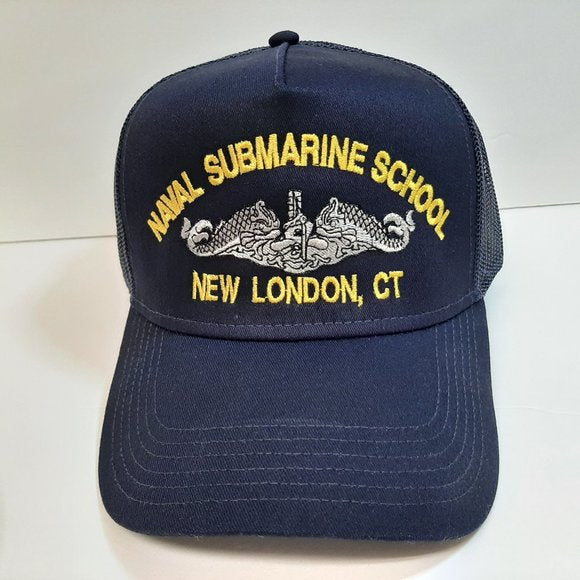 NAVAL SUBMARINE SCHOOL
NEW LONDON, CT